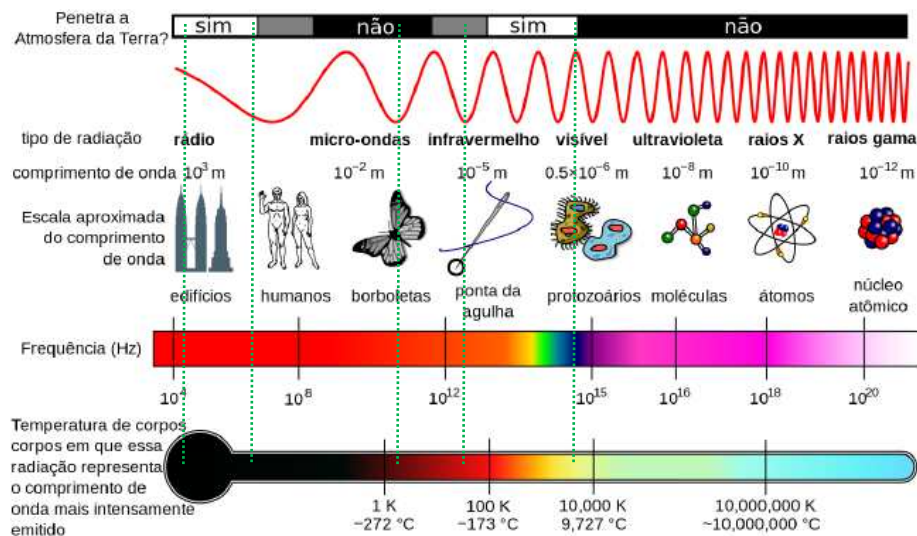 Penetra a
Atmosfera da Terra?
sim
não
sim
não
tipo de radiação
rádio
micro-ondas
infravermelho
visível
ultravioleta
raios X
raios gama
comprimento de onda
10³ m
10⁻² m
10⁻⁵ m
0.5×10⁻⁶ m
10⁻⁸ m
10⁻¹⁰ m
10⁻¹² m
Escala aproximada
do comprimento
de onda
edifícios
humanos
borboletas
ponta da
agulha
protozoários
moléculas
átomos
núcleo
atômico
Frequência (Hz)
10⁴
10⁸
10¹²
10¹⁵
10¹⁶
10¹⁸
10²⁰
Temperatura de corpos
corpos em que essa
radiação representa
o comprimento de
onda mais intensamente
emitido
1 K
−272 °C
100 K
−173 °C
10,000 K
9,727 °C
10,000,000 K
~10,000,000 °C